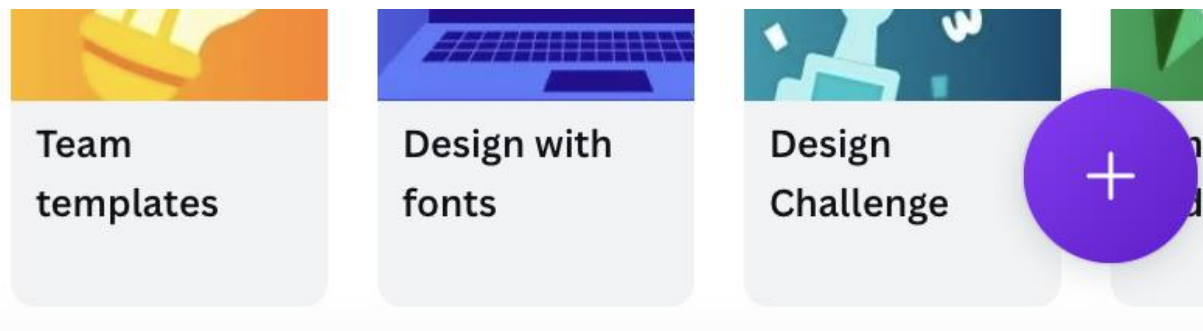 Team
templates
Design with
fonts
Design
Challenge